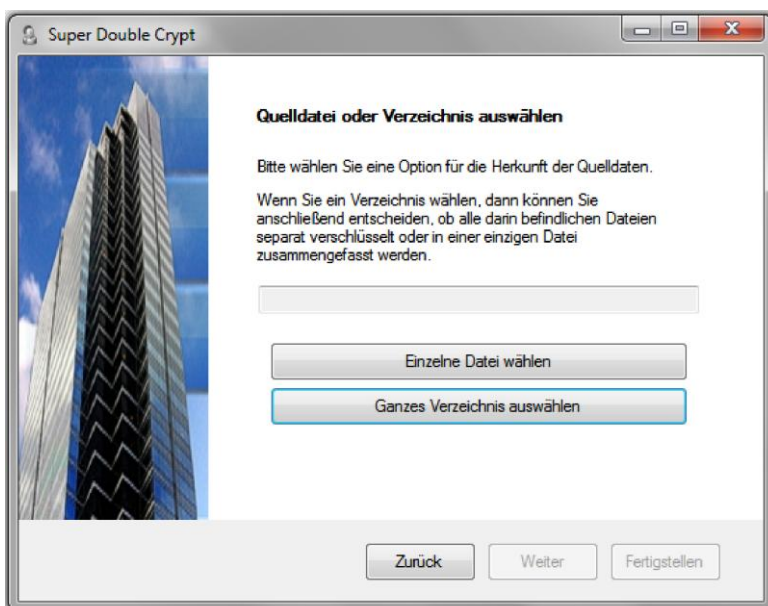 Super Double Crypt
Quelldatei oder Verzeichnis auswählen
Bitte wählen Sie eine Option für die Herkunft der Quelldaten.
Wenn Sie ein Verzeichnis wählen, dann können Sie
anschließend entscheiden, ob alle darin befindlichen Dateien
separat verschlüsselt oder in einer einzigen Datei
zusammengefasst werden.
Einzelne Datei wählen
Ganzes Verzeichnis auswählen
Zurück Weiter Fertigstellen